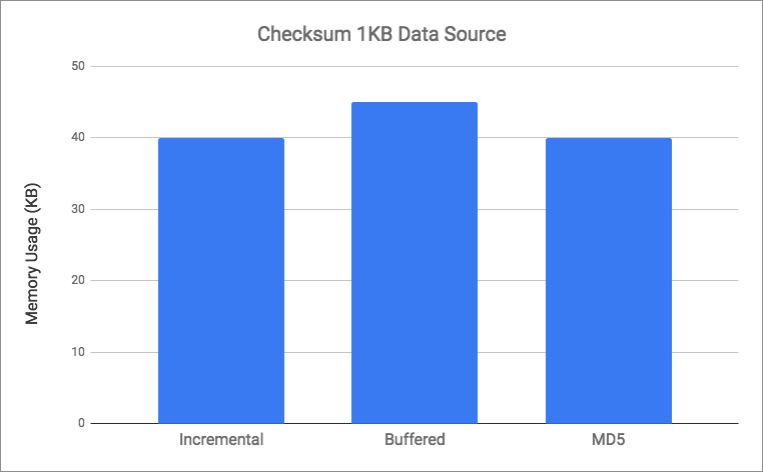 Checksum 1KB Data Source
Memory Usage (KB)
50
40
30
20
10
0
Incremental
Buffered
MD5